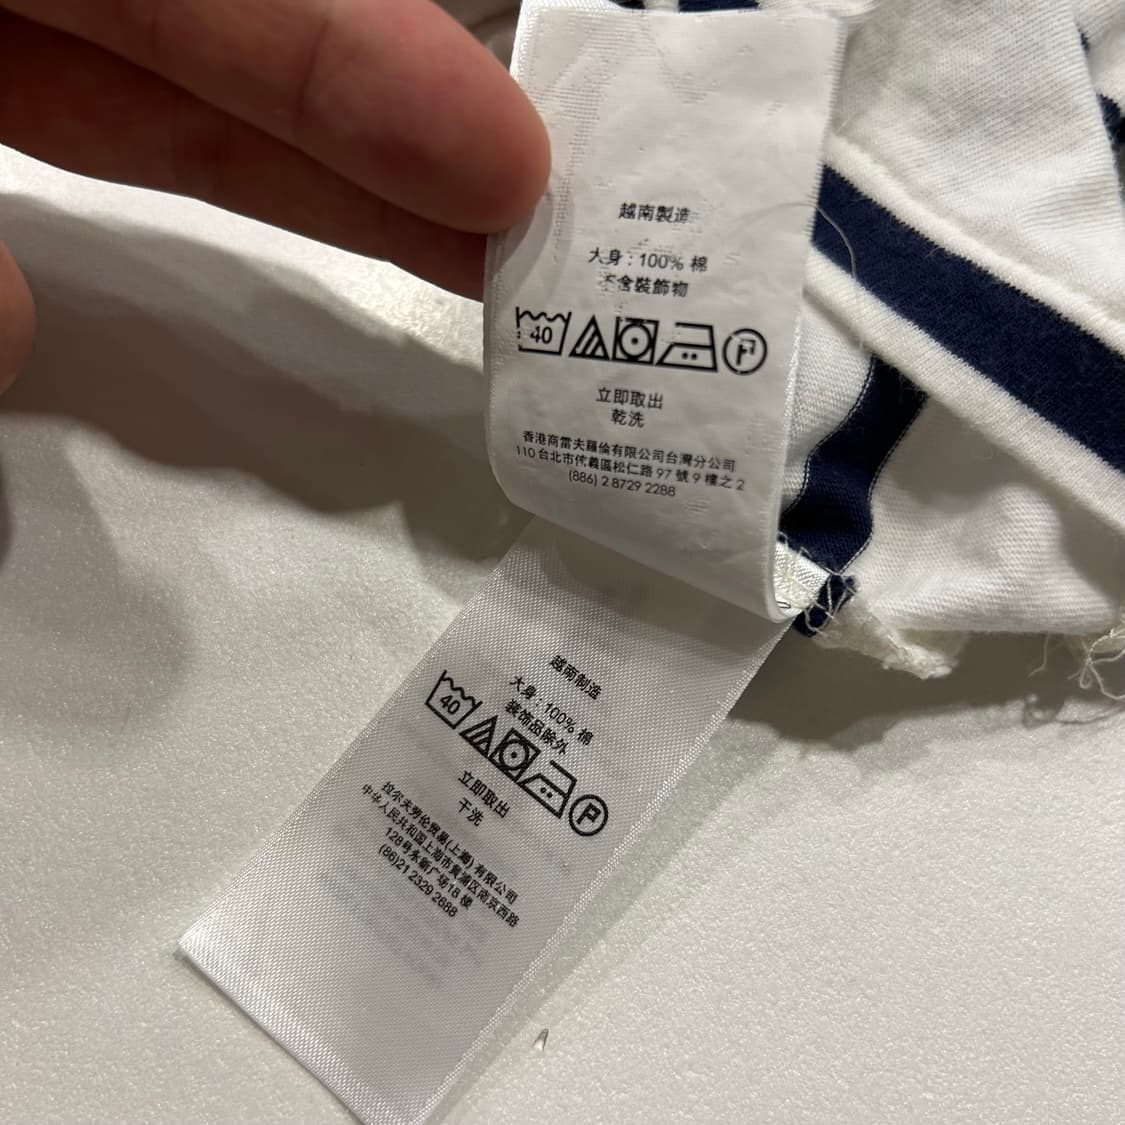 越南製造
大身 : 100% 棉
不含裝飾物
40
P
立即取出
乾洗
香港商雷夫羅倫有限公司台灣分公司
110 台北市信義區松仁路 97 號 9 樓之 2
(886) 2 8729 2288
越南制造
大身 : 100% 棉
装饰品除外
40
P
立即取出
干洗
拉尔夫劳伦贸易(上海) 有限公司
中华人民共和国上海市黄浦区南京西路
128号永新广场18 楼
(86)21 2329 2688